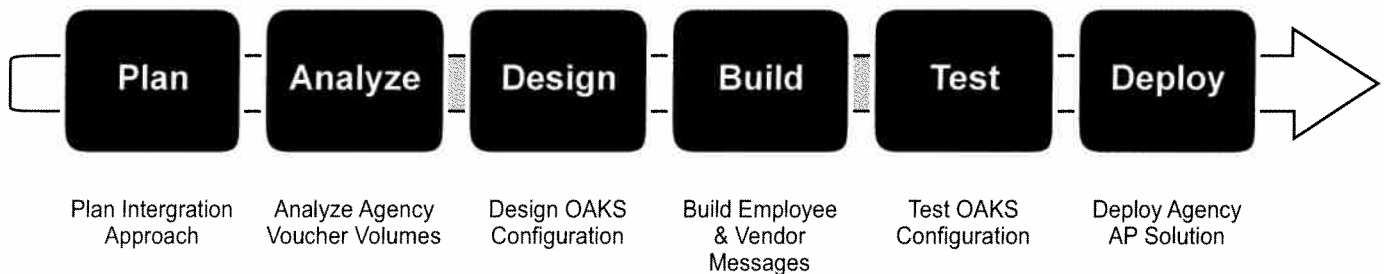 Plan
Analyze
Design
Build
Test
Deploy
Plan Intergration
Approach
Analyze Agency
Voucher Volumes
Design OAKS
Configuration
Build Employee
& Vendor
Messages
Test OAKS
Configuration
Deploy Agency
AP Solution